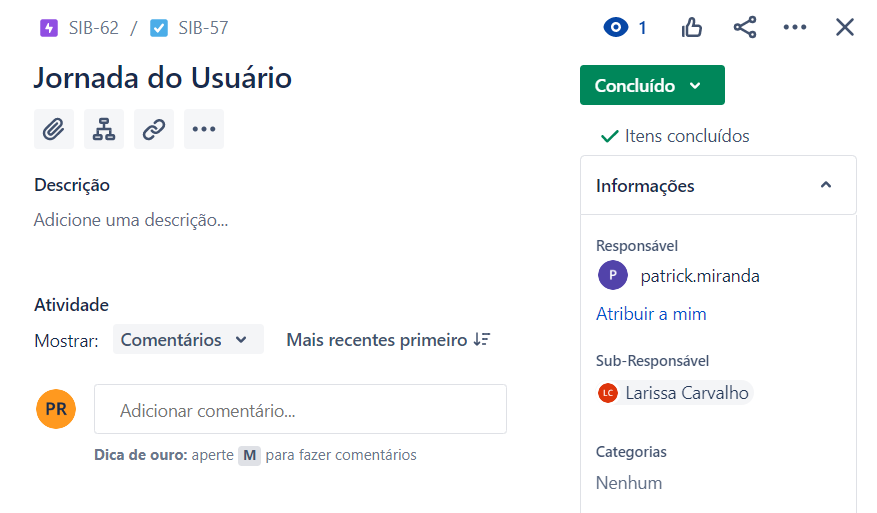 SIB-62 / SIB-57
1
Jornada do Usuário
Concluído
Itens concluídos
Descrição
Adicione uma descrição...
Informações
Responsável
P patrick.miranda
Atribuir a mim
Atividade
Mostrar: Comentários Mais recentes primeiro
Sub-Responsável
LC Larissa Carvalho
PR Adicionar comentário...
Dica de ouro: aperte M para fazer comentários
Categorias
Nenhum